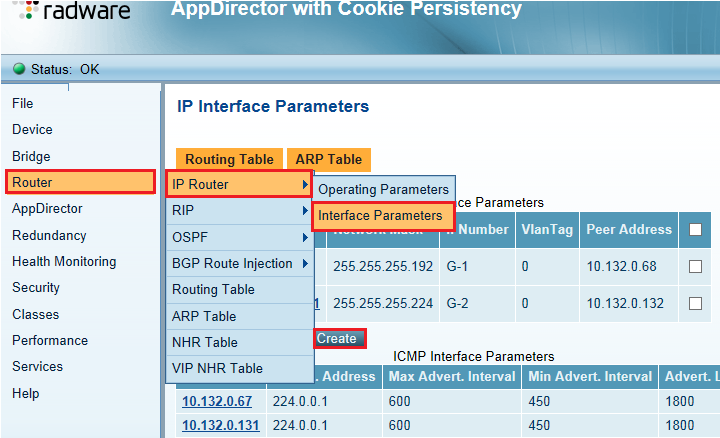 radware
AppDirector with Cookie Persistency
Status: OK
File
Device
Bridge
Router
AppDirector
Redundancy
Health Monitoring
Security
Classes
Performance
Services
Help
IP Interface Parameters
Routing Table ARP Table
IP Router
RIP
OSPF
BGP Route Injection
Routing Table
ARP Table
NHR Table
VIP NHR Table
Operating Parameters
Interface Parameters
Parameters
Number VlanTag Peer Address
255.255.255.192 G-1 0 10.132.0.68
255.255.255.224 G-2 0 10.132.0.132
Create
ICMP Interface Parameters
Address Max Advert. Interval Min Advert. Interval Advert.
10.132.0.67 224.0.0.1 600 450 1800
10.132.0.131 224.0.0.1 600 450 1800